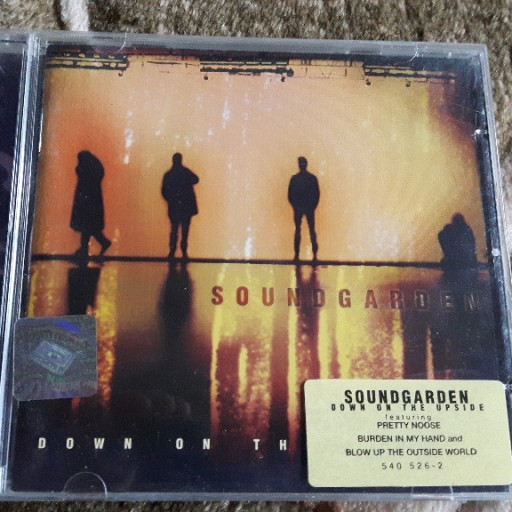 SOUNDGARDEN
DOWN ON TH
SOUNDGARDEN
DOWN ON THE UPSIDE
featuring
PRETTY NOOSE
BURDEN IN MY HAND and
BLOW UP THE OUTSIDE WORLD
540 526-2